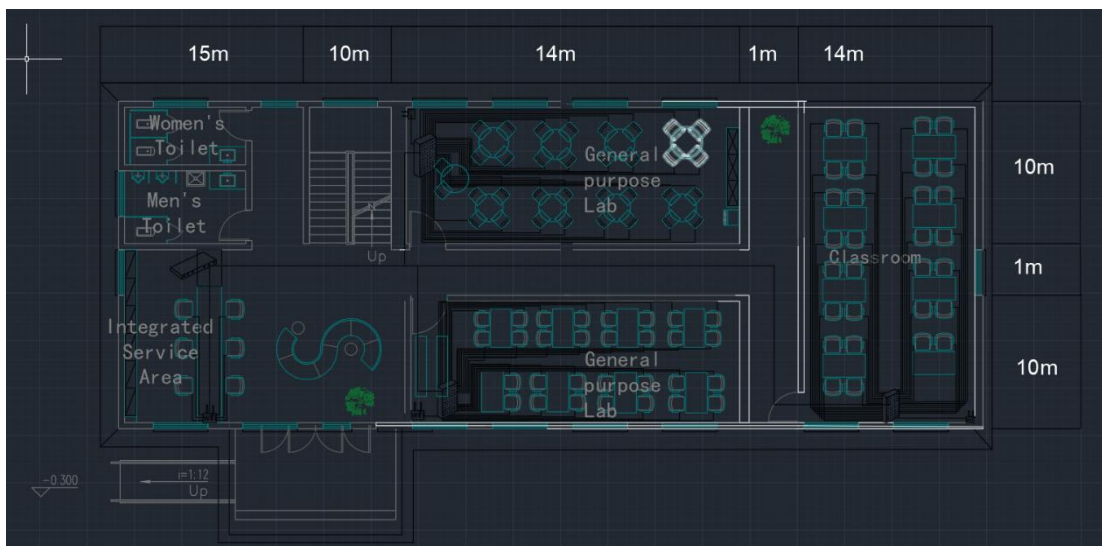 15m
10m
14m
1m
14m
Women's
Toilet
General
purpose
Lab
10m
Men's
Toilet
Up
Classroom
1m
Integrated
Service
Area
General
purpose
Lab
10m
-0.300
i=1:12
Up